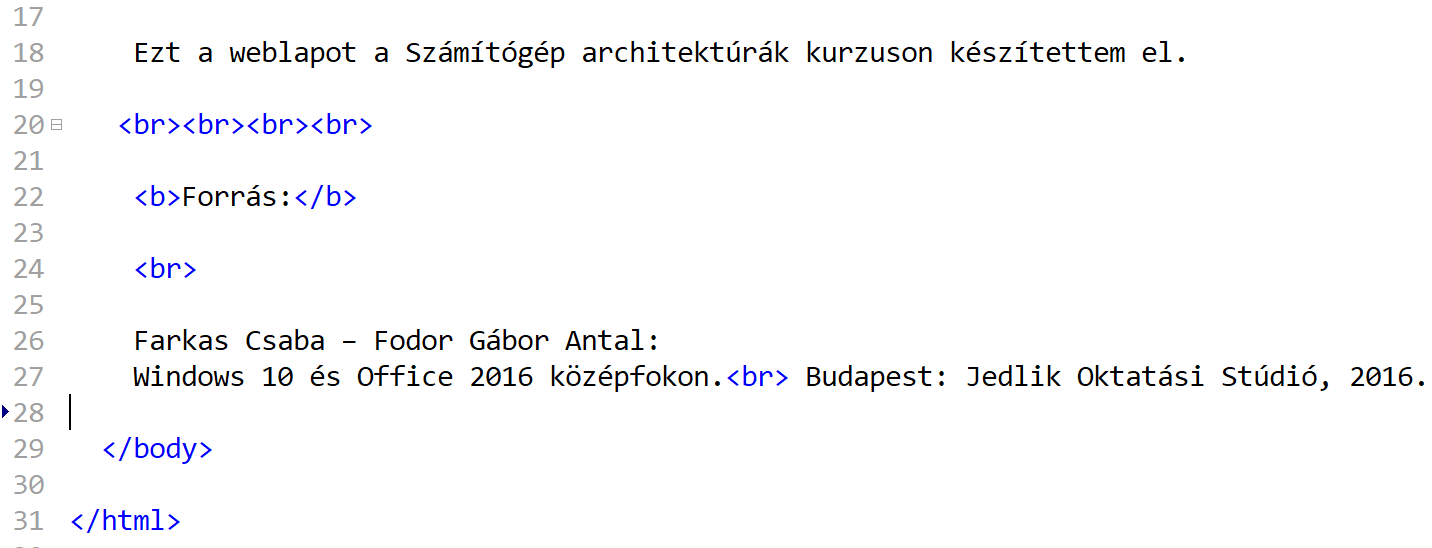 17
18 Ezt a weblapot a Számítógép architektúrák kurzuson készítettem el.
19
20 <br><br><br><br>
21
22 <b>Forrás:</b>
23
24 <br>
25
26 Farkas Csaba – Fodor Gábor Antal:
27 Windows 10 és Office 2016 középfokon.<br> Budapest: Jedlik Oktatási Stúdió, 2016.
28
29 </body>
30
31 </html>